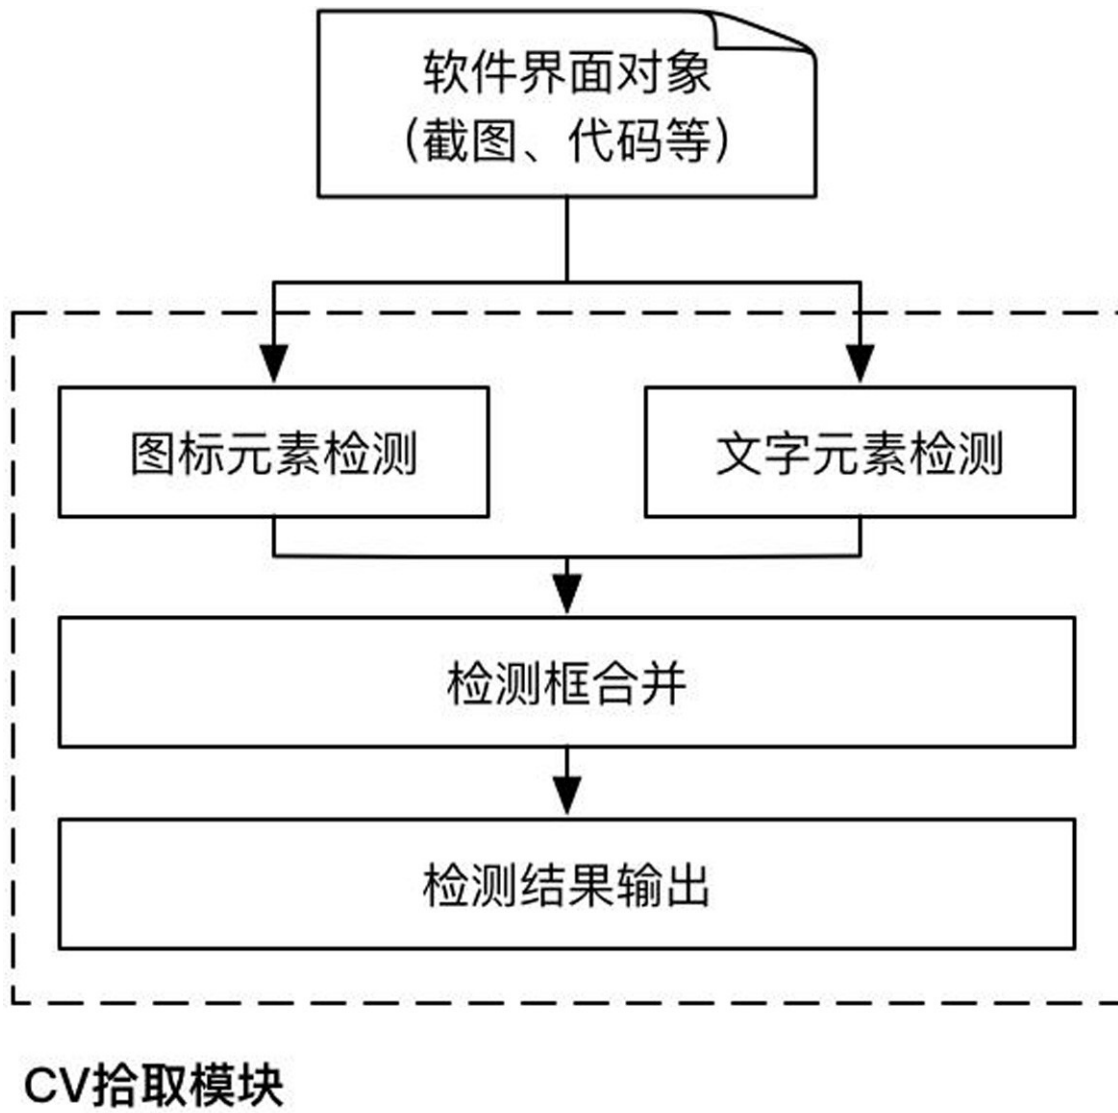 软件界面对象
(截图、代码等)
图标元素检测
文字元素检测
检测框合并
检测结果输出
CV拾取模块